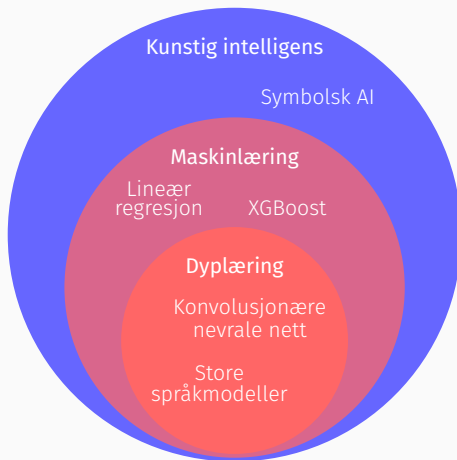 Kunstig intelligens
Symbolsk AI
Maskinlæring
Lineær
regresjon
XGBoost
Dyplæring
Konvolusjonære
nevrale nett
Store
språkmodeller